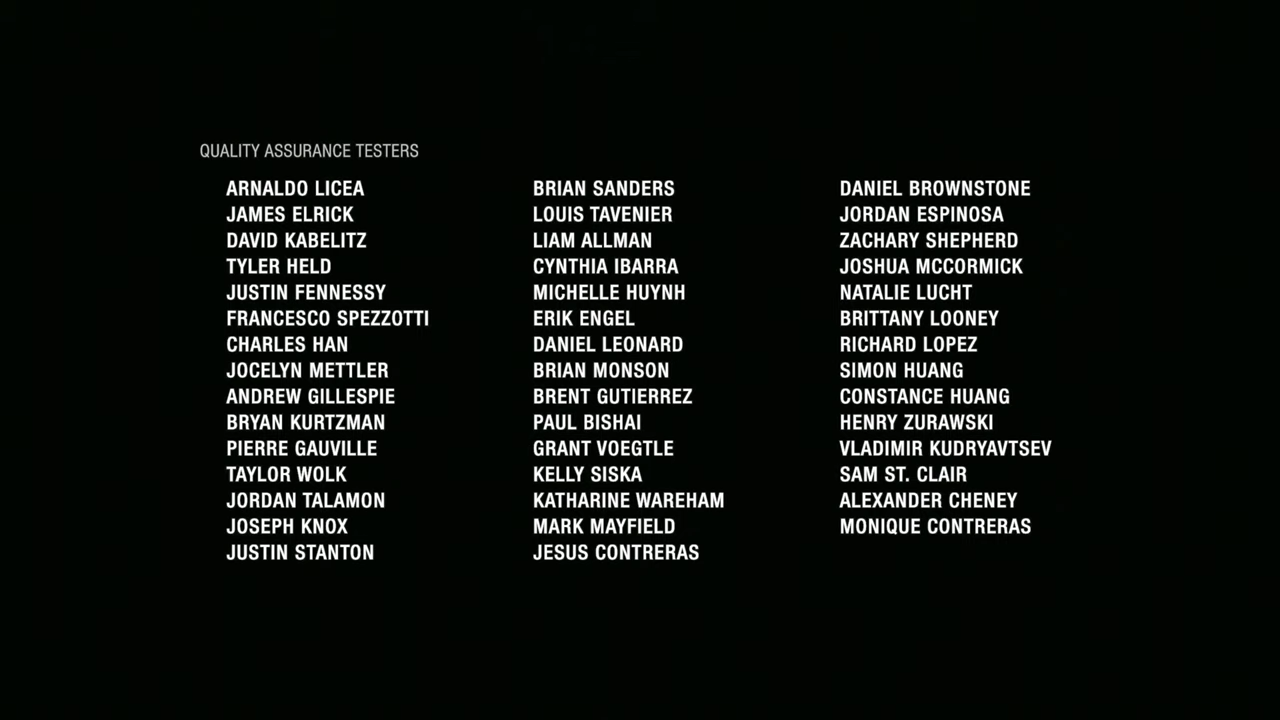 QUALITY ASSURANCE TESTERS
ARNALDO LICEA
JAMES ELRICK
DAVID KABELITZ
TYLER HELD
JUSTIN FENNESSY
FRANCESCO SPEZZOTTI
CHARLES HAN
JOCELYN METTLER
ANDREW GILLESPIE
BRYAN KURTZMAN
PIERRE GAUVILLE
TAYLOR WOLK
JORDAN TALAMON
JOSEPH KNOX
JUSTIN STANTON
BRIAN SANDERS
LOUIS TAVENIER
LIAM ALLMAN
CYNTHIA IBARRA
MICHELLE HUYNH
ERIK ENGEL
DANIEL LEONARD
BRIAN MONSON
BRENT GUTIERREZ
PAUL BISHAI
GRANT VOEGTLE
KELLY SISKA
KATHARINE WAREHAM
MARK MAYFIELD
JESUS CONTRERAS
DANIEL BROWNSTONE
JORDAN ESPINOSA
ZACHARY SHEPHERD
JOSHUA MCCORMICK
NATALIE LUCHT
BRITTANY LOONEY
RICHARD LOPEZ
SIMON HUANG
CONSTANCE HUANG
HENRY ZURAWSKI
VLADIMIR KUDRYAVTSEV
SAM ST. CLAIR
ALEXANDER CHENEY
MONIQUE CONTRERAS